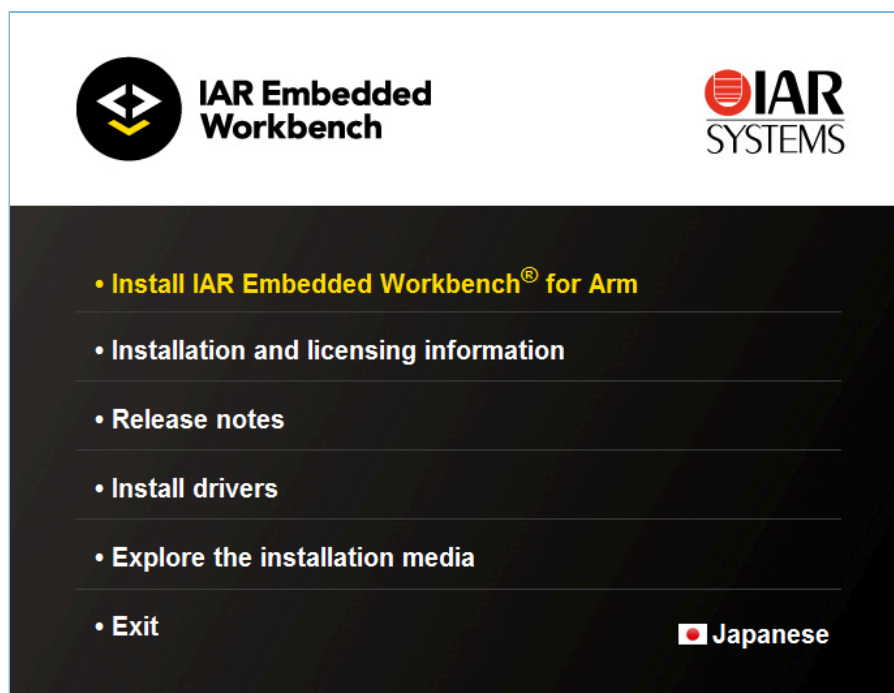 IAR Embedded
Workbench
IAR
SYSTEMS
• Install IAR Embedded Workbench® for Arm
• Installation and licensing information
• Release notes
• Install drivers
• Explore the installation media
• Exit
Japanese